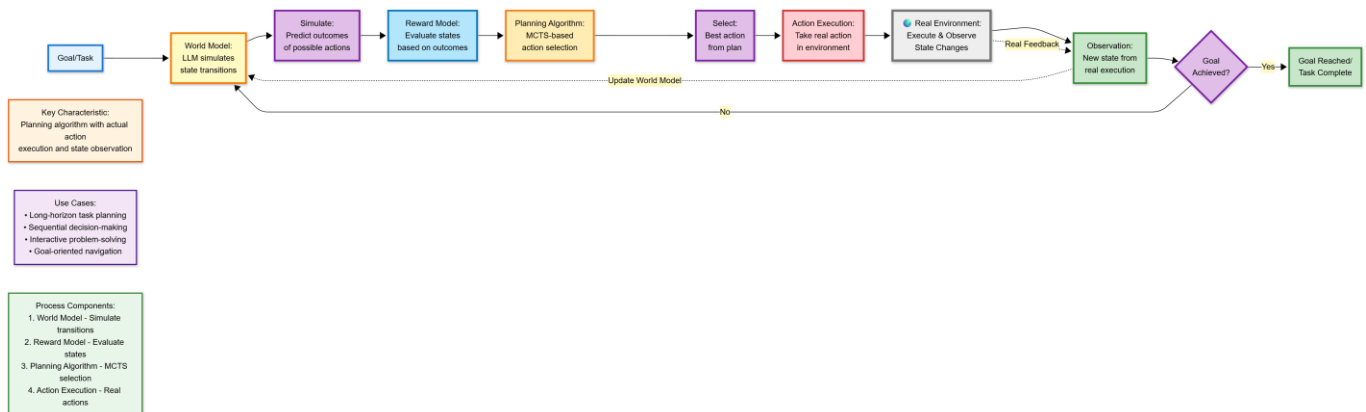 Goal/Task
World Model:
LLM simulates
state transitions
Simulate:
Predict outcomes
of possible actions
Reward Model:
Evaluate states
based on outcomes
Planning Algorithm:
MCTS-based
action selection
Select:
Best action
from plan
Action Execution:
Take real action
in environment
Real Environment:
Execute & Observe
State Changes
Real Feedback
Observation:
New state from
real execution
Goal
Achieved?
Yes
Goal Reached/
Task Complete
Update World Model
No
Key Characteristic:
Planning algorithm with actual
action
execution and state observation
Use Cases:
• Long-horizon task planning
• Sequential decision-making
• Interactive problem-solving
• Goal-oriented navigation
Process Components:
1. World Model - Simulate
transitions
2. Reward Model - Evaluate
states
3. Planning Algorithm - MCTS
selection
4. Action Execution - Real
actions